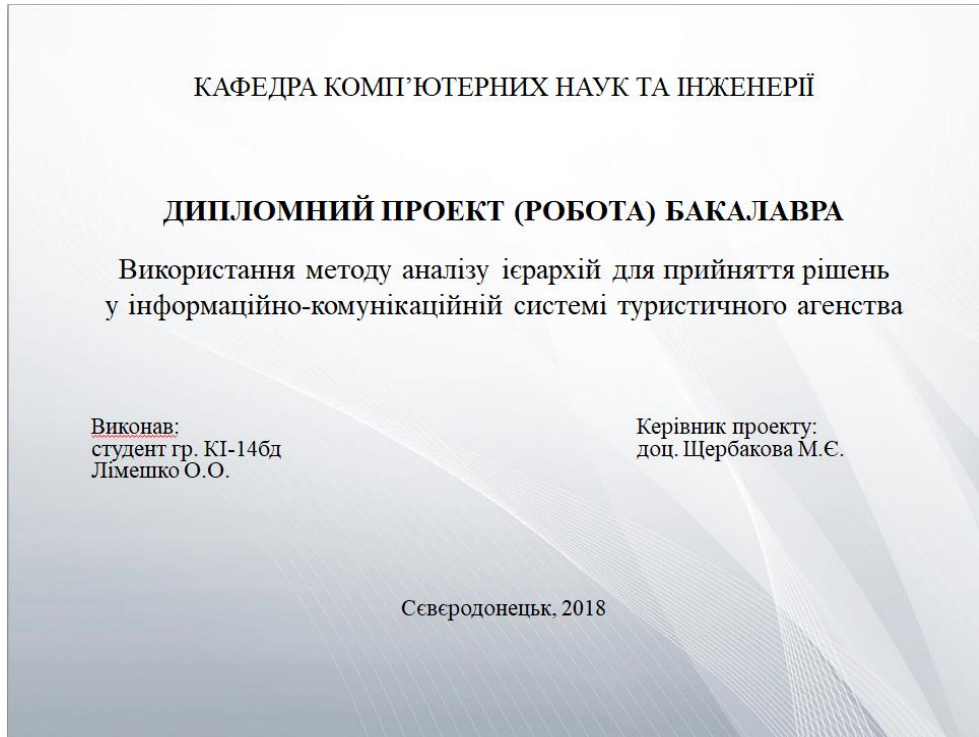 КАФЕДРА КОМП’ЮТЕРНИХ НАУК ТА ІНЖЕНЕРІЇ
ДИПЛОМНИЙ ПРОЕКТ (РОБОТА) БАКАЛАВРА
Використання методу аналізу ієрархій для прийняття рішень
у інформаційно-комунікаційній системі туристичного агенства
Виконав:
студент гр. КІ-14бд
Лімешко О.О.
Керівник проекту:
доц. Щербакова М.Є.
Сєвєродонецьк, 2018